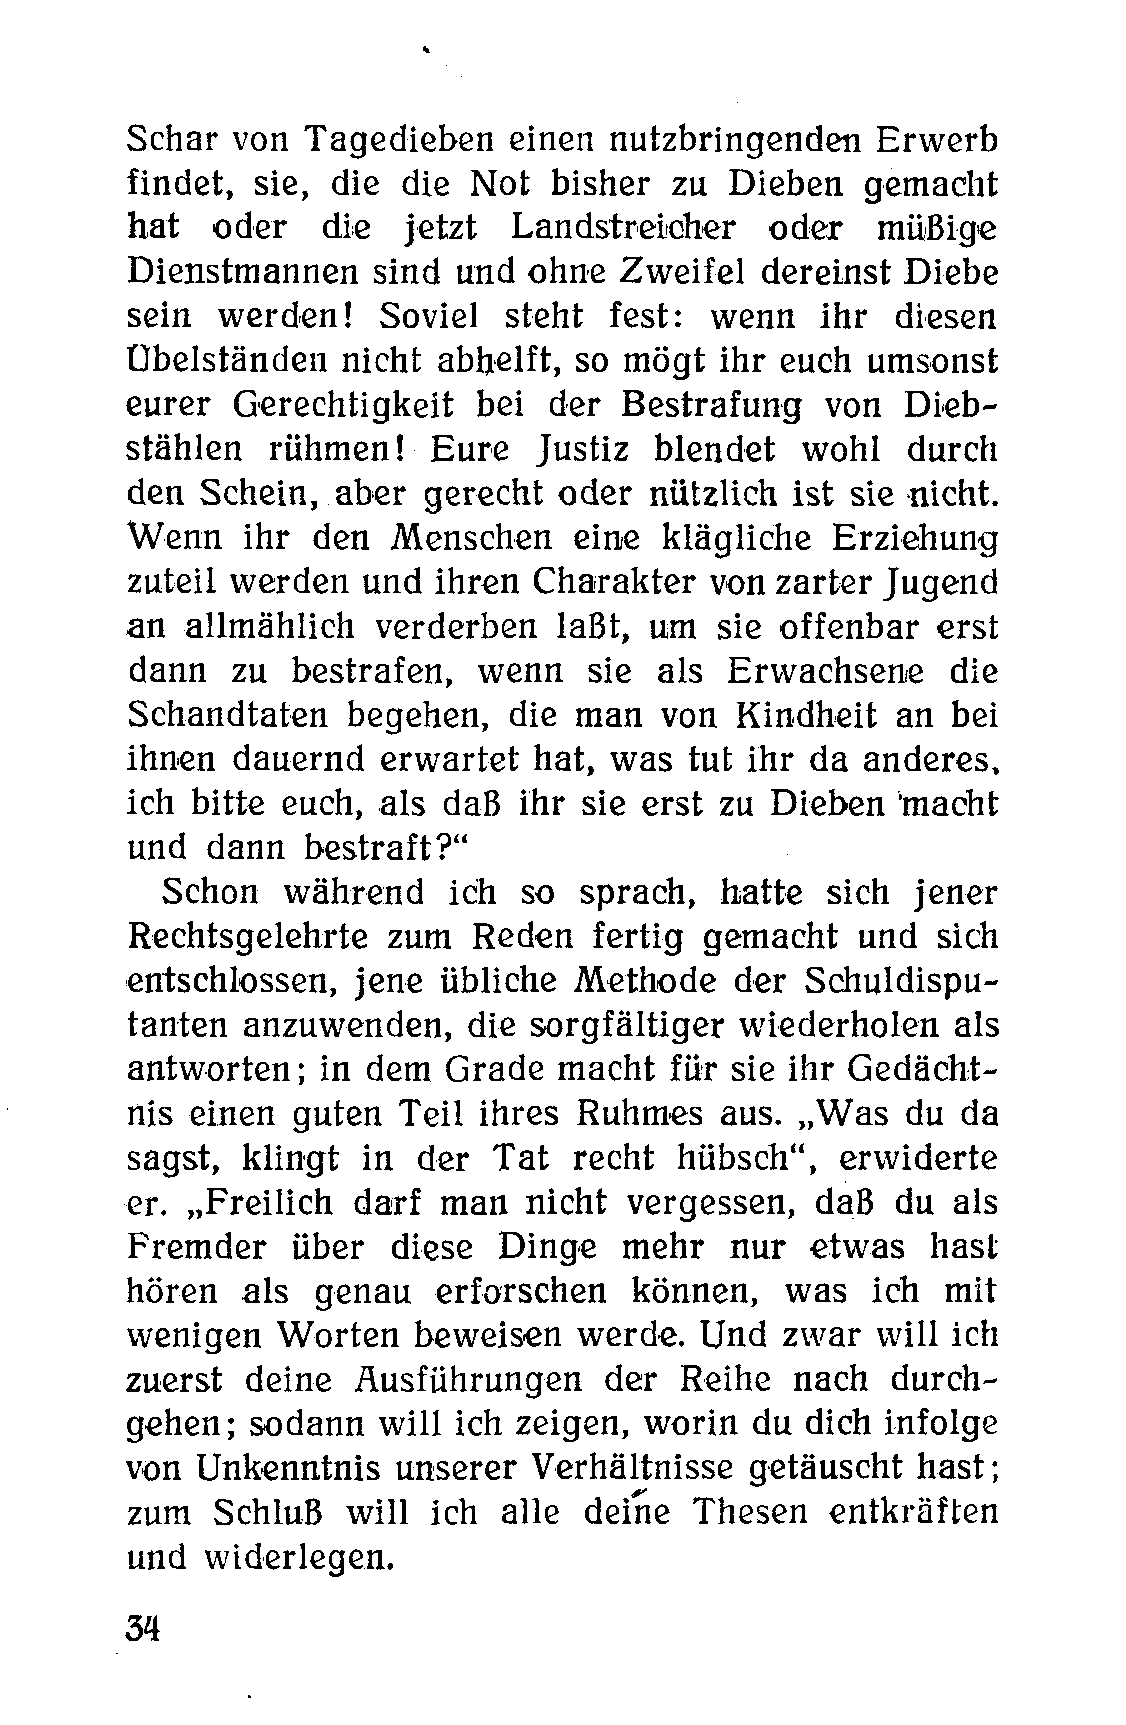 Schar von Tagedieben einen nutzbringenden Erwerb
findet, sie, die die Not bisher zu Dieben gemacht
hat oder die jetzt Landstreicher oder müßige
Dienstmannen sind und ohne Zweifel dereinst Diebe
sein werden! Soviel steht fest: wenn ihr diesen
Übelständen nicht abhelft, so mögt ihr euch umsonst
eurer Gerechtigkeit bei der Bestrafung von Dieb-
stählen rühmen! Eure Justiz blendet wohl durch
den Schein, aber gerecht oder nützlich ist sie nicht.
Wenn ihr den Menschen eine klägliche Erziehung
zuteil werden und ihren Charakter von zarter Jugend
an allmählich verderben laßt, um sie offenbar erst
dann zu bestrafen, wenn sie als Erwachsene die
Schandtaten begehen, die man von Kindheit an bei
ihnen dauernd erwartet hat, was tut ihr da anderes,
ich bitte euch, als daß ihr sie erst zu Dieben macht
und dann bestraft?“
Schon während ich so sprach, hatte sich jener
Rechtsgelehrte zum Reden fertig gemacht und sich
entschlossen, jene übliche Methode der Schuldispu-
tanten anzuwenden, die sorgfältiger wiederholen als
antworten; in dem Grade macht für sie ihr Gedächt-
nis einen guten Teil ihres Ruhmes aus. „Was du da
sagst, klingt in der Tat recht hübsch“, erwiderte
er. „Freilich darf man nicht vergessen, daß du als
Fremder über diese Dinge mehr nur etwas hast
hören als genau erforschen können, was ich mit
wenigen Worten beweisen werde. Und zwar will ich
zuerst deine Ausführungen der Reihe nach durch-
gehen; sodann will ich zeigen, worin du dich infolge
von Unkenntnis unserer Verhältnisse getäuscht hast;
zum Schluß will ich alle deine Thesen entkräften
und widerlegen.
34